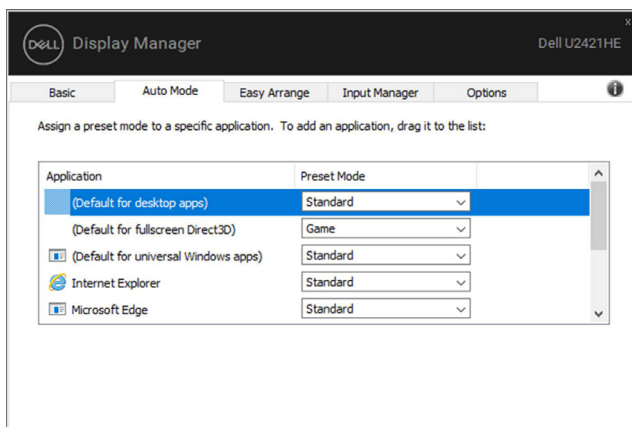 DELL Display Manager
x
Dell U2421HE
Basic Auto Mode Easy Arrange Input Manager Options
Assign a preset mode to a specific application. To add an application, drag it to the list:
Application Preset Mode
(Default for desktop apps) Standard
(Default for fullscreen Direct3D) Game
(Default for universal Windows apps) Standard
Internet Explorer Standard
Microsoft Edge Standard